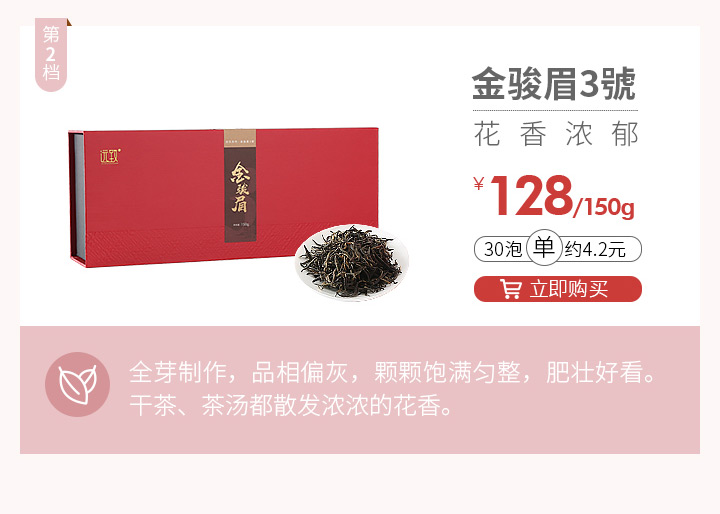 第
2
档
金骏眉3號
花香浓郁
¥128/150g
30泡 单 约4.2元
立即购买
金骏眉
150g
全芽制作，品相偏灰，颗颗饱满匀整，肥壮好看。
干茶、茶汤都散发浓浓的花香。